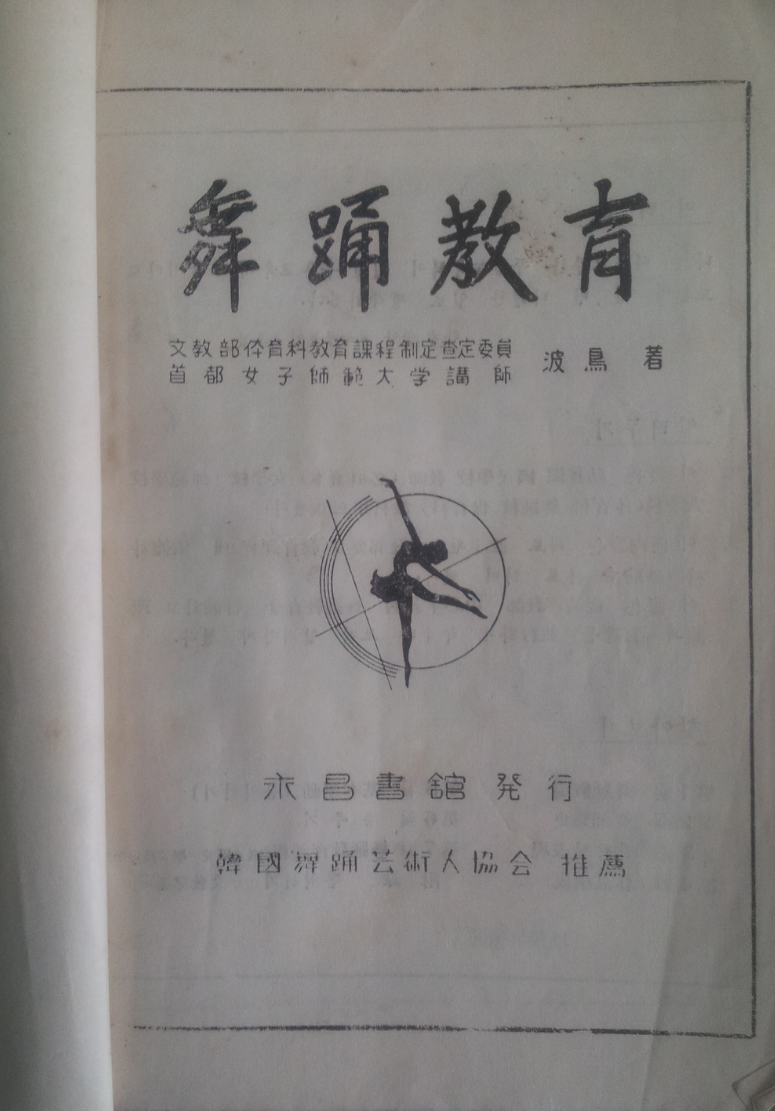 舞踊敎育
文教部体育科教育課程制定査定委員
首都女子師範大学講師 波鳥 著
永昌書舘 発行
韓國舞踊芸術人協会 推薦